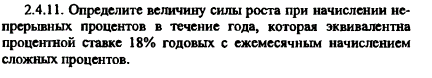 2.4.11. Определите величину силы роста при начислении не-
прерывных процентов в течение года, которая эквивалентна
процентной ставке 18% годовых с ежемесячным начислением
сложных процентов.